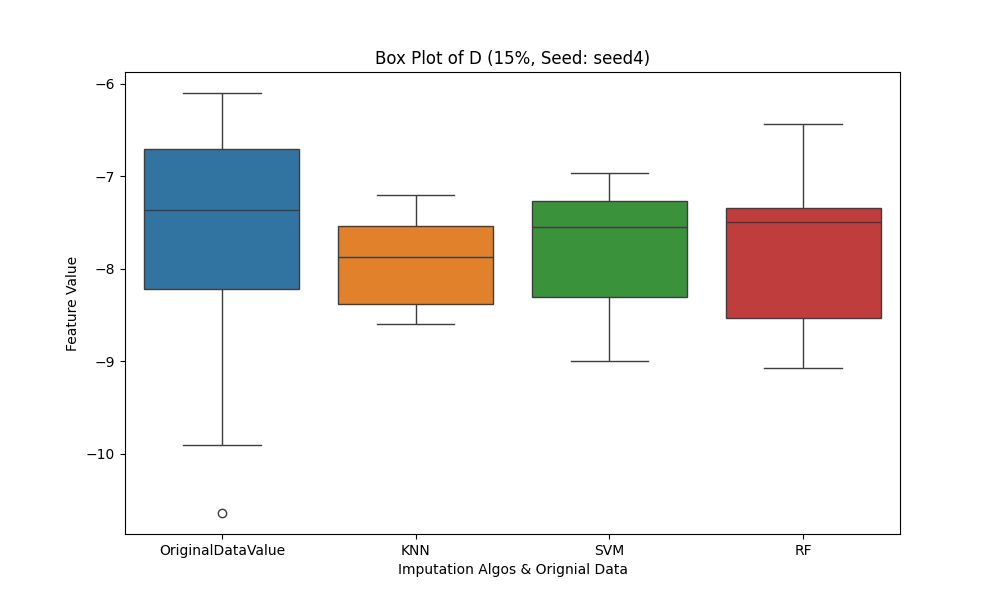 Box Plot of D (15%, Seed: seed4)
−6
−7
−8
−9
−10
Feature Value
OriginalDataValue
KNN
SVM
RF
Imputation Algos & Orignial Data